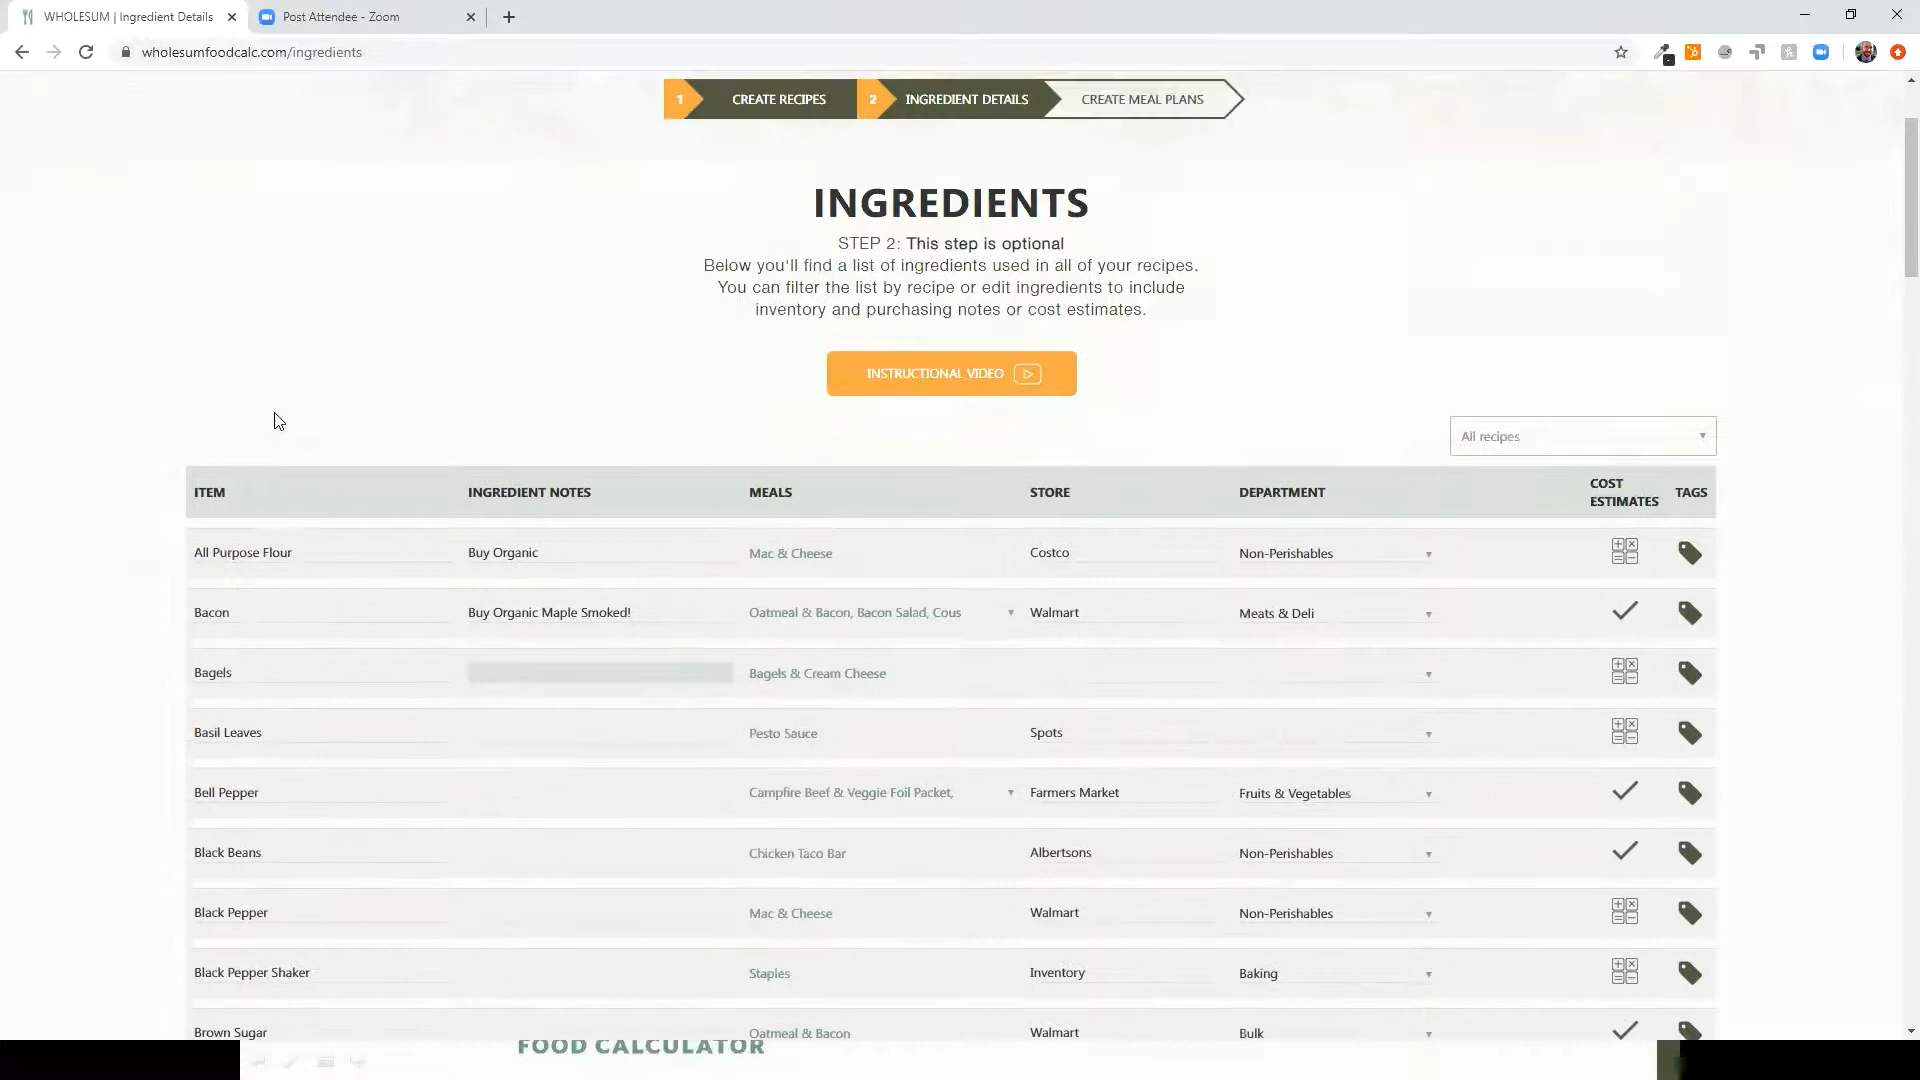 WHOLESUM | Ingredient Details
Post Attendee - Zoom
wholesumfoodcalc.com/ingredients
1 CREATE RECIPES 2 INGREDIENT DETAILS CREATE MEAL PLANS
INGREDIENTS
STEP 2: This step is optional
Below you'll find a list of ingredients used in all of your recipes.
You can filter the list by recipe or edit ingredients to include
inventory and purchasing notes or cost estimates.
INSTRUCTIONAL VIDEO
All recipes
ITEM INGREDIENT NOTES MEALS STORE DEPARTMENT COST ESTIMATES TAGS
All Purpose Flour Buy Organic Mac & Cheese Costco Non-Perishables
Bacon Buy Organic Maple Smoked! Oatmeal & Bacon, Bacon Salad, Cous Walmart Meats & Deli
Bagels Bagels & Cream Cheese
Basil Leaves Pesto Sauce Spots
Bell Pepper Campfire Beef & Veggie Foil Packet, Farmers Market Fruits & Vegetables
Black Beans Chicken Taco Bar Albertsons Non-Perishables
Black Pepper Mac & Cheese Walmart Non-Perishables
Black Pepper Shaker Staples Inventory Baking
Brown Sugar Oatmeal & Bacon Walmart Bulk
FOOD CALCULATOR